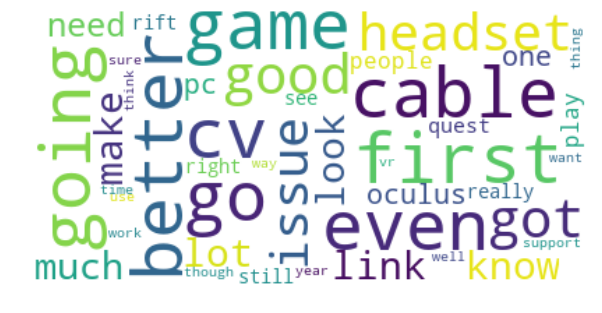 need
rift
game
headset
sure
one
thing
going
better
pc
good
people
think
see
cable
make
cv
look
quest
play
first
issue
right
way
vr
want
time
use
go
oculus
really
even
got
work
lot
support
much
though
still
year
link
well
know